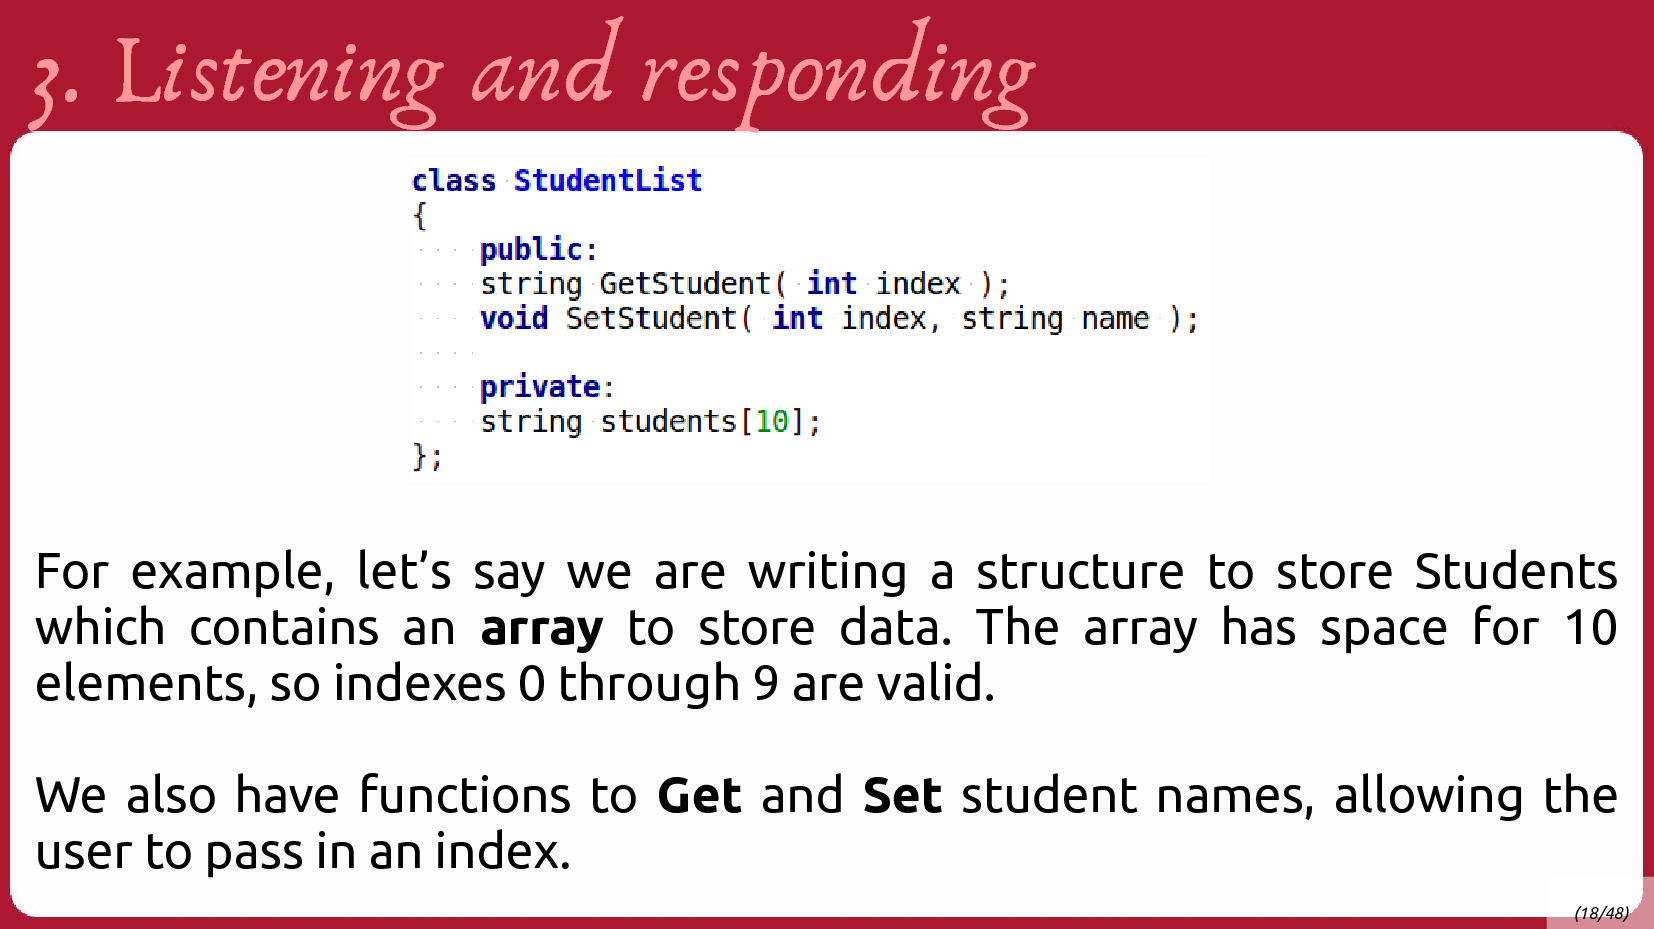 3. Listening and responding
class StudentList
{
public:
string GetStudent( int index );
void SetStudent( int index, string name );
private:
string students[10];
};
For example, let’s say we are writing a structure to store Students
which contains an array to store data. The array has space for 10
elements, so indexes 0 through 9 are valid.
We also have functions to Get and Set student names, allowing the
user to pass in an index.
(18/48)